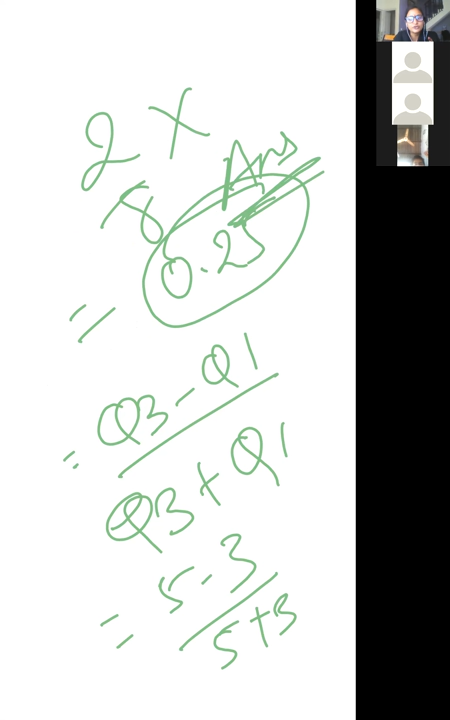 2 X
8
Ans
= 0.25
= Q3 - Q1
Q3 + Q1
= 5 - 3
5 + 3